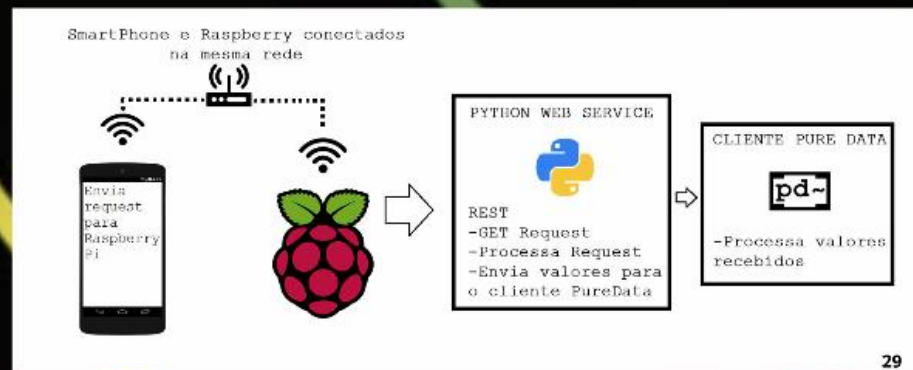 SmartPhone e Raspberry conectados
na mesma rede
Envia
request
para
Raspberry
Pi
PYTHON WEB SERVICE
REST
-GET Request
-Processa Request
-Envia valores para
o cliente PureData
CLIENTE PURE DATA
pd~
-Processa valores
recebidos
29